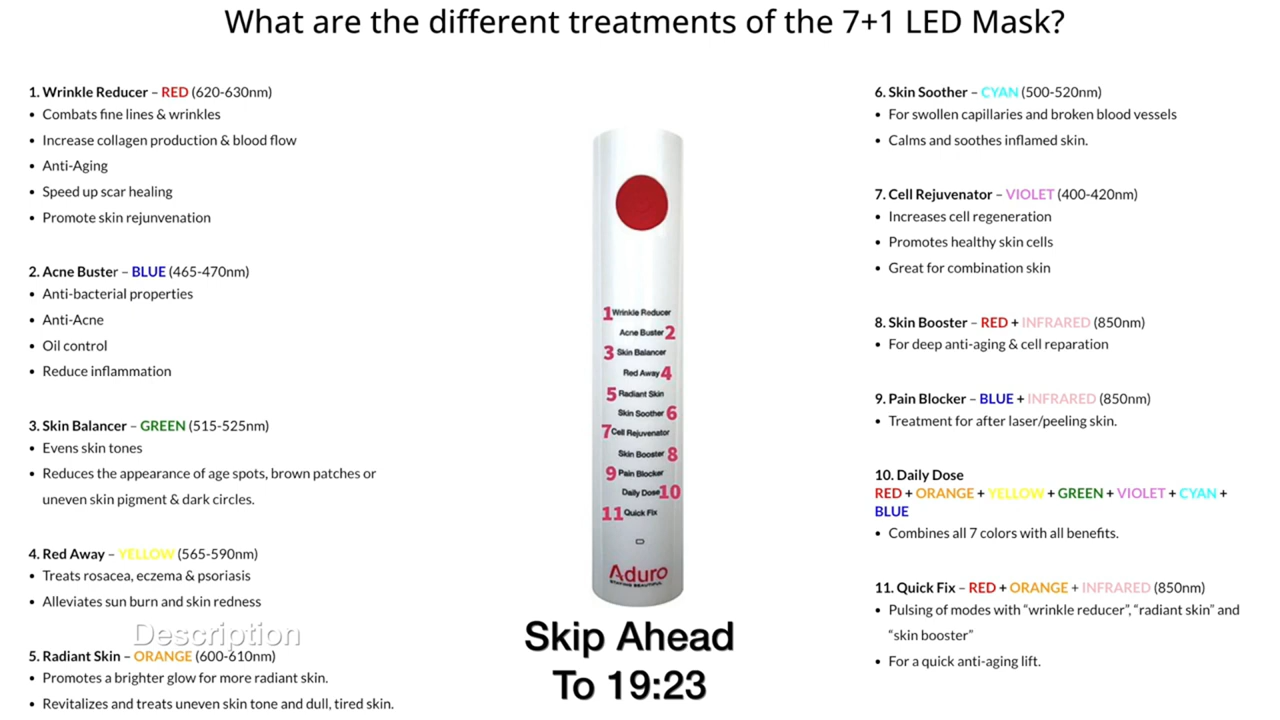 What are the different treatments of the 7+1 LED Mask?
1. Wrinkle Reducer – RED (620-630nm)
• Combats fine lines & wrinkles
• Increase collagen production & blood flow
• Anti-Aging
• Speed up scar healing
• Promote skin rejunvenation
2. Acne Buster – BLUE (465-470nm)
• Anti-bacterial properties
• Anti-Acne
• Oil control
• Reduce inflammation
3. Skin Balancer – GREEN (515-525nm)
• Evens skin tones
• Reduces the appearance of age spots, brown patches or
uneven skin pigment & dark circles.
4. Red Away – YELLOW (565-590nm)
• Treats rosacea, eczema & psoriasis
• Alleviates sun burn and skin redness
Description
5. Radiant Skin – ORANGE (600-610nm)
• Promotes a brighter glow for more radiant skin.
• Revitalizes and treats uneven skin tone and dull, tired skin.
1 Wrinkle Reducer
Acne Buster 2
3 Skin Balancer
Red Away 4
5 Radiant Skin
Skin Soother 6
7 Cell Rejuvenator
Skin Booster 8
9 Pain Blocker
Daily Dose 10
11 Quick Fix
Aduro
STAYING BEAUTIFUL
Skip Ahead
To 19:23
6. Skin Soother – CYAN (500-520nm)
• For swollen capillaries and broken blood vessels
• Calms and soothes inflamed skin.
7. Cell Rejuvenator – VIOLET (400-420nm)
• Increases cell regeneration
• Promotes healthy skin cells
• Great for combination skin
8. Skin Booster – RED + INFRARED (850nm)
• For deep anti-aging & cell reparation
9. Pain Blocker – BLUE + INFRARED (850nm)
• Treatment for after laser/peeling skin.
10. Daily Dose
RED + ORANGE + YELLOW + GREEN + VIOLET + CYAN +
BLUE
• Combines all 7 colors with all benefits.
11. Quick Fix – RED + ORANGE + INFRARED (850nm)
• Pulsing of modes with “wrinkle reducer”, “radiant skin” and
“skin booster”
• For a quick anti-aging lift.